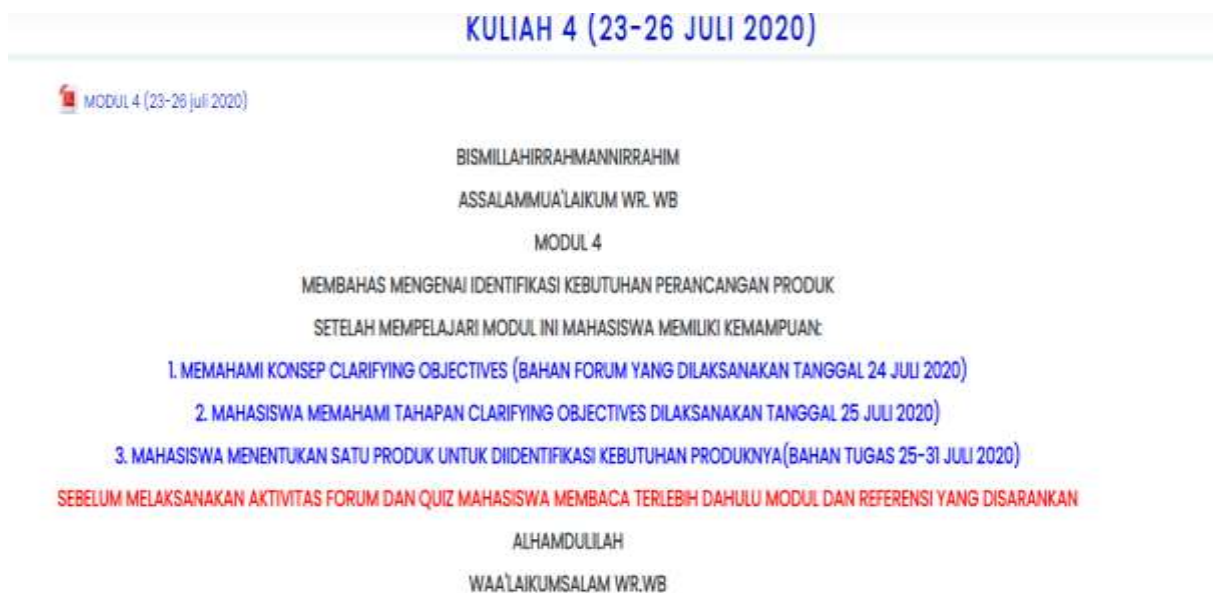 KULIAH 4 (23-26 JULI 2020)
MODUL 4 (23-26 juli 2020)
BISMILLAHIRRAHMANNIRRAHIM
ASSALAMMUA'LAIKUM WR. WB
MODUL 4
MEMBAHAS MENGENAI IDENTIFIKASI KEBUTUHAN PERANCANGAN PRODUK
SETELAH MEMPELAJARI MODUL INI MAHASISWA MEMILIKI KEMAMPUAN:
1. MEMAHAMI KONSEP CLARIFYING OBJECTIVES (BAHAN FORUM YANG DILAKSANAKAN TANGGAL 24 JULI 2020)
2. MAHASISWA MEMAHAMI TAHAPAN CLARIFYING OBJECTIVES DILAKSANAKAN TANGGAL 25 JULI 2020)
3. MAHASISWA MENENTUKAN SATU PRODUK UNTUK DIIDENTIFIKASI KEBUTUHAN PRODUKNYA(BAHAN TUGAS 25-31 JULI 2020)
SEBELUM MELAKSANAKAN AKTIVITAS FORUM DAN QUIZ MAHASISWA MEMBACA TERLEBIH DAHULU MODUL DAN REFERENSI YANG DISARANKAN
ALHAMDULILAH
WAA'LAIKUMSALAM WR.WB